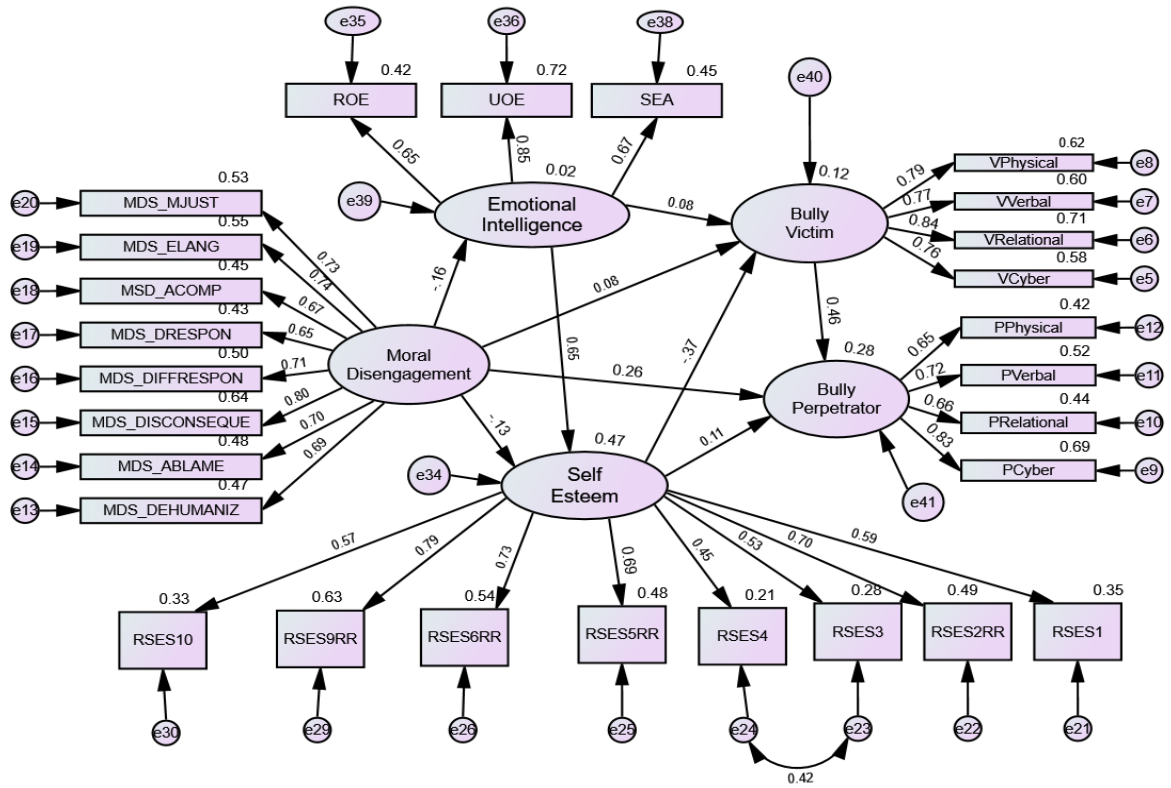 e35
e36
e38
0.42
0.72
0.45
ROE
UOE
SEA
e40
0.65
0.85
0.67
0.62
VPhysical
e8
0.60
VVerbal
e7
0.71
VRelational
e6
0.58
VCyber
e5
0.79
0.77
0.84
0.76
0.12
Bully
Victim
0.02
Emotional
Intelligence
e39
0.08
0.53
e20
MDS_MJUST
0.55
e19
MDS_ELANG
0.45
e18
MSD_ACOMP
0.43
e17
MDS_DRESPON
0.50
e16
MDS_DIFFRESPON
0.64
e15
MDS_DISCONSEQUE
0.48
e14
MDS_ABLAME
0.47
e13
MDS_DEHUMANIZ
0.73
0.74
0.67
0.65
0.71
0.80
0.70
0.69
Moral
Disengagement
-.16
0.08
0.65
-.37
0.46
0.26
-.13
0.11
0.28
Bully
Perpetrator
0.65
0.72
0.66
0.83
0.42
PPhysical
e12
0.52
PVerbal
e11
0.44
PRelational
e10
0.69
PCyber
e9
e41
0.47
Self
Esteem
e34
0.57
0.79
0.73
0.69
0.45
0.53
0.70
0.59
0.33
0.63
0.54
0.48
0.21
0.28
0.49
0.35
RSES10
RSES9RR
RSES6RR
RSES5RR
RSES4
RSES3
RSES2RR
RSES1
e30
e29
e26
e25
e24
e23
e22
e21
0.42